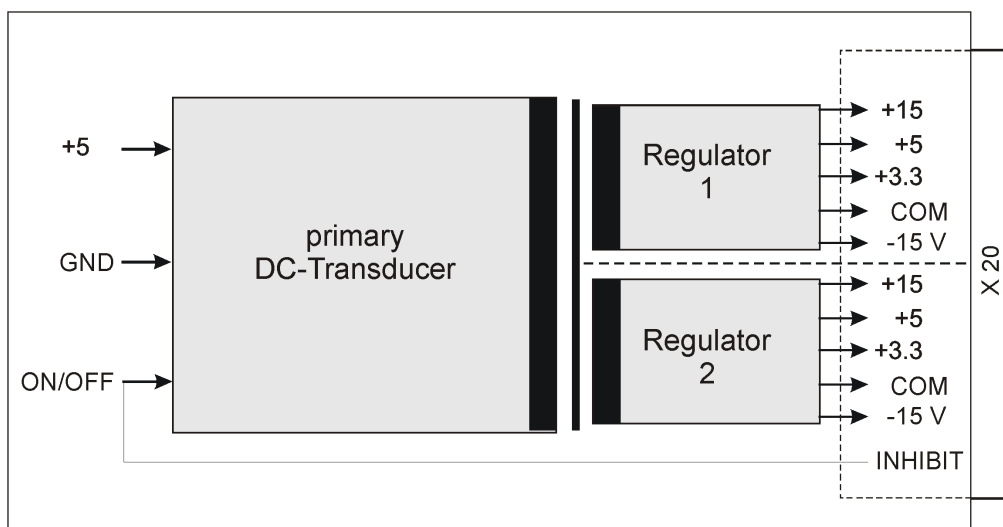 +5
GND
ON/OFF
primary
DC-Transducer
Regulator
1
+15
+5
+3.3
COM
-15 V
Regulator
2
+15
+5
+3.3
COM
-15 V
INHIBIT
X 20